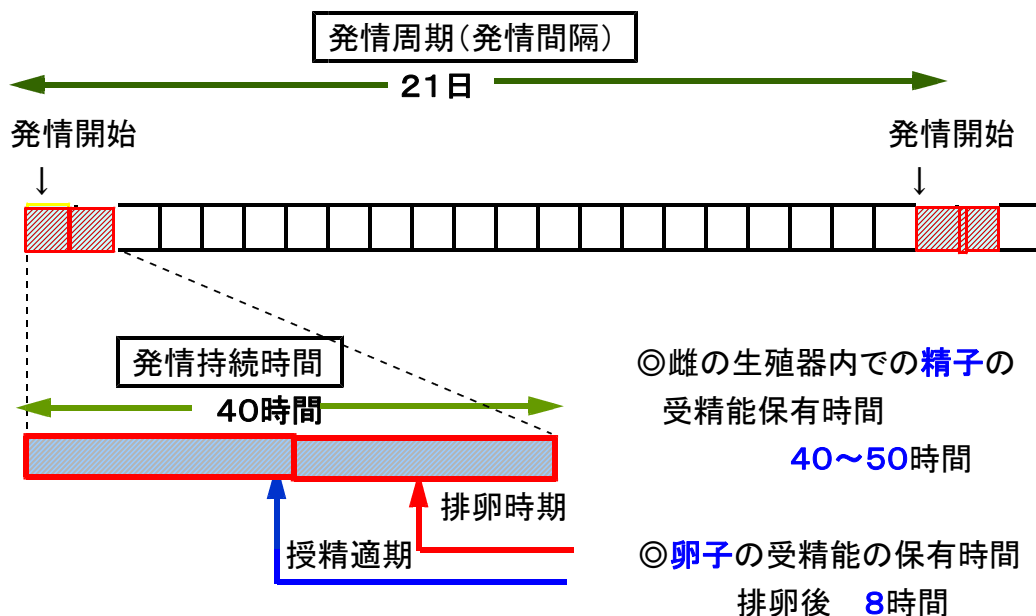 発情周期(発情間隔)
21日
発情開始
発情開始
↓
↓
発情持続時間
40時間
◎雌の生殖器内での精子の
受精能保有時間
40~50時間
排卵時期
授精適期
◎卵子の受精能の保有時間
排卵後 8時間